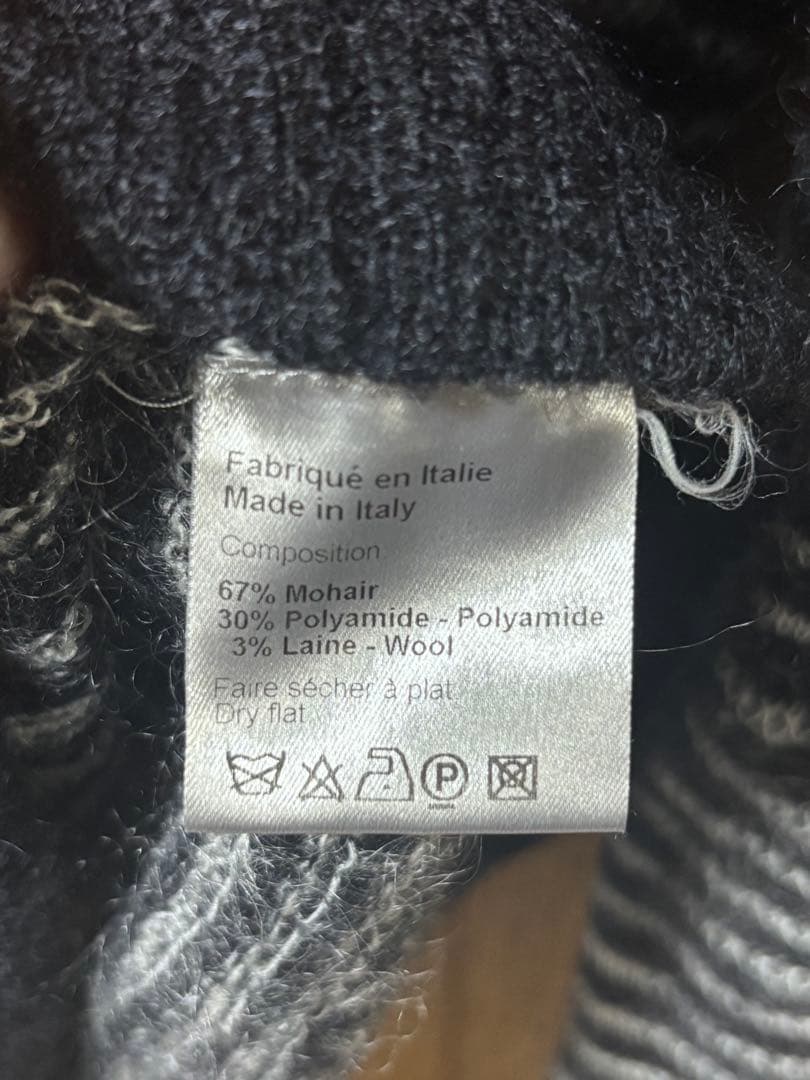 Fabriqué en Italie
Made in Italy
Composition
67% Mohair
30% Polyamide - Polyamide
3% Laine - Wool
Faire sécher à plat
Dry flat
P